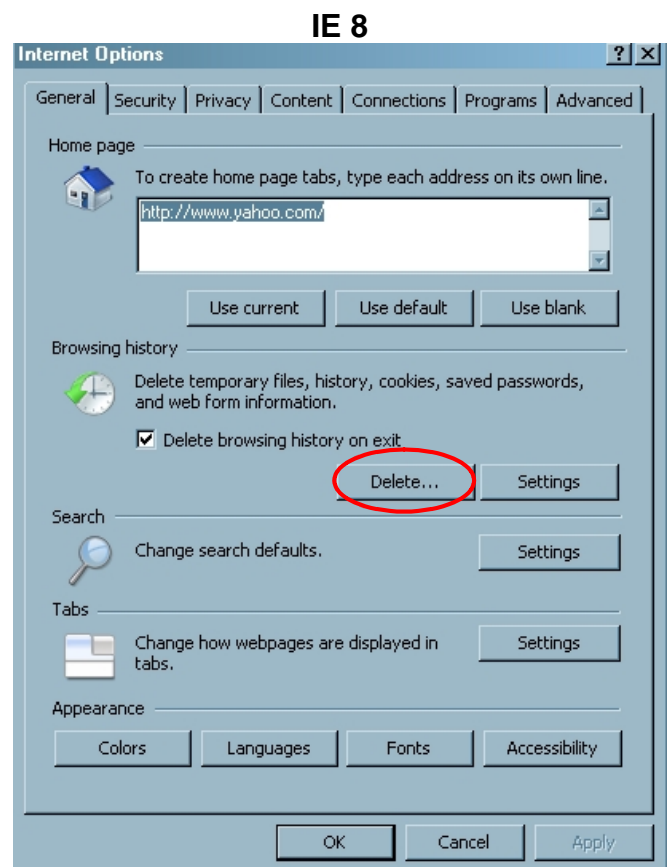 IE 8
Internet Options
General Security Privacy Content Connections Programs Advanced
Home page
To create home page tabs, type each address on its own line.
http://www.yahoo.com/
Use current Use default Use blank
Browsing history
Delete temporary files, history, cookies, saved passwords,
and web form information.
Delete browsing history on exit
Delete... Settings
Search
Change search defaults. Settings
Tabs
Change how webpages are displayed in
tabs.
Settings
Appearance
Colors Languages Fonts Accessibility
OK Cancel Apply